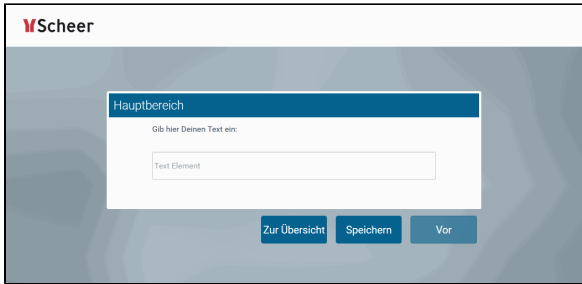 Scheer
Hauptbereich
Gib hier Deinen Text ein:
Text Element
Zur Übersicht Speichern Vor